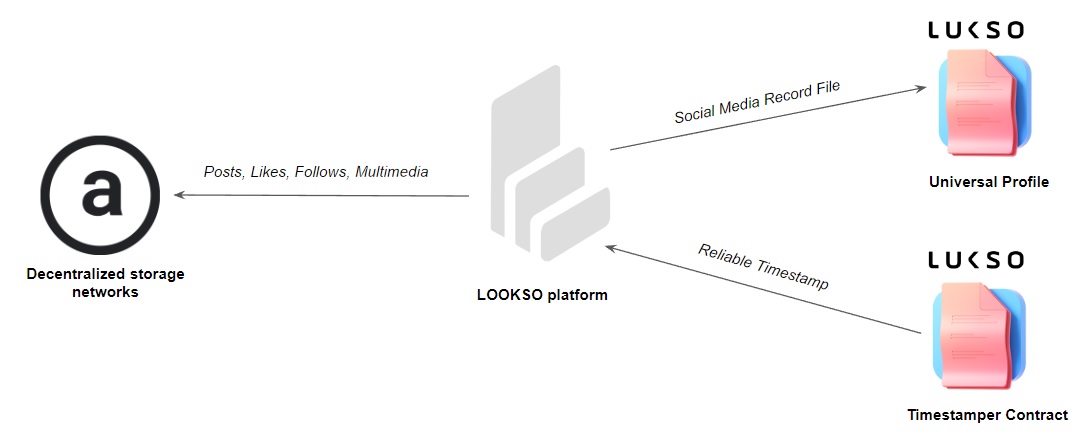 LUKSO
Social Media Record File
Universal Profile
Posts, Likes, Follows, Multimedia
a
Decentralized storage
networks
LOOKSO platform
Reliable Timestamp
LUKSO
Timestamper Contract